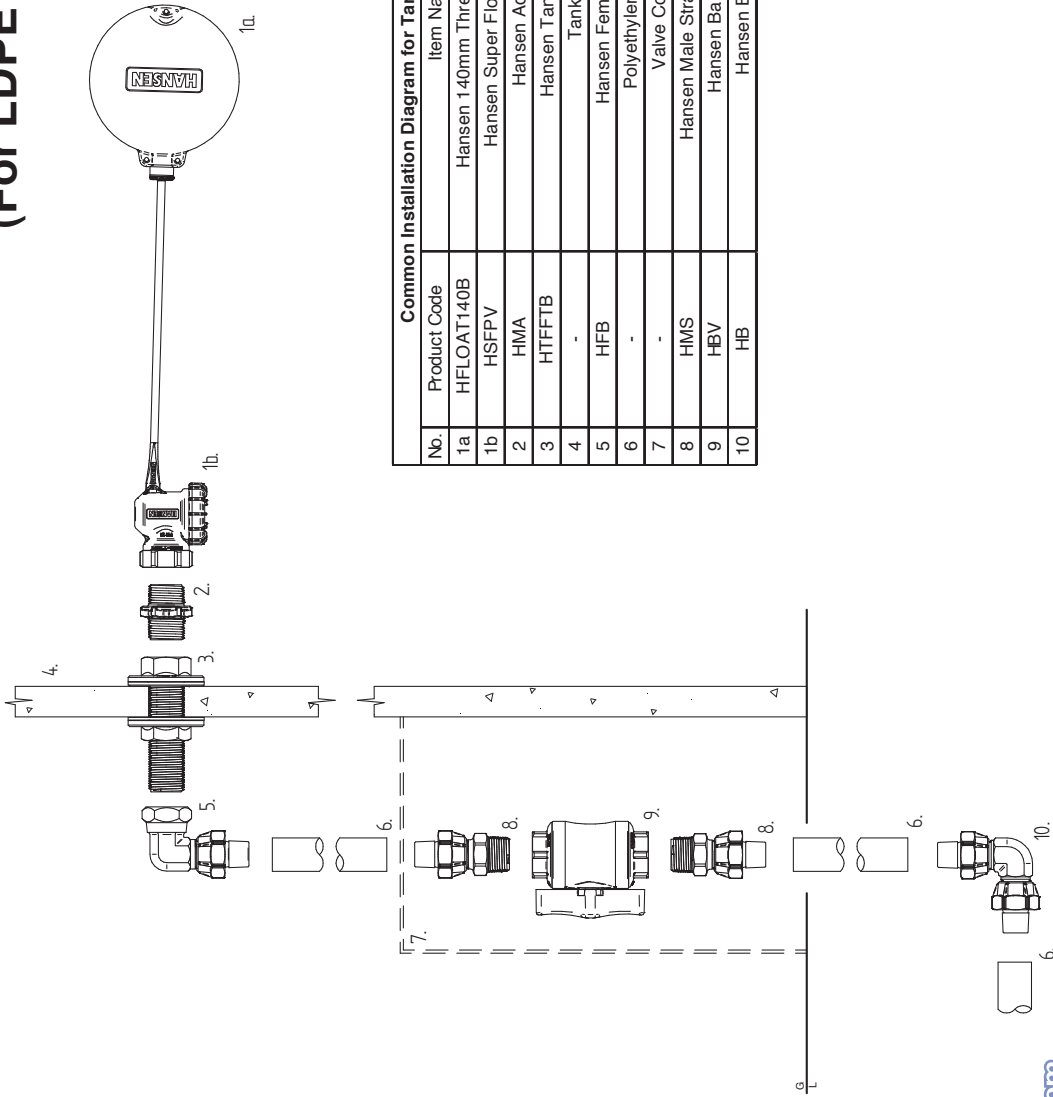 (For LDPE
HANSEN
1a.
1b.
HANSEN
2.
3.
4.
5.
6.
7.
8.
9.
8.
6.
10.
6.
G
L
Common Installation Diagram for
No. Product Code Item Na
1a HFLOAT140B Hansen 140mm Thre
1b HSFPV Hansen Super Flo
2 HMA Hansen Ad
3 HTFFTB Hansen Tan
4 - Tank
5 HFB Hansen Fem
6 - Polyethyler
7 - Valve Co
8 HMS Hansen Male Stra
9 HBV Hansen Ba
10 HB Hansen